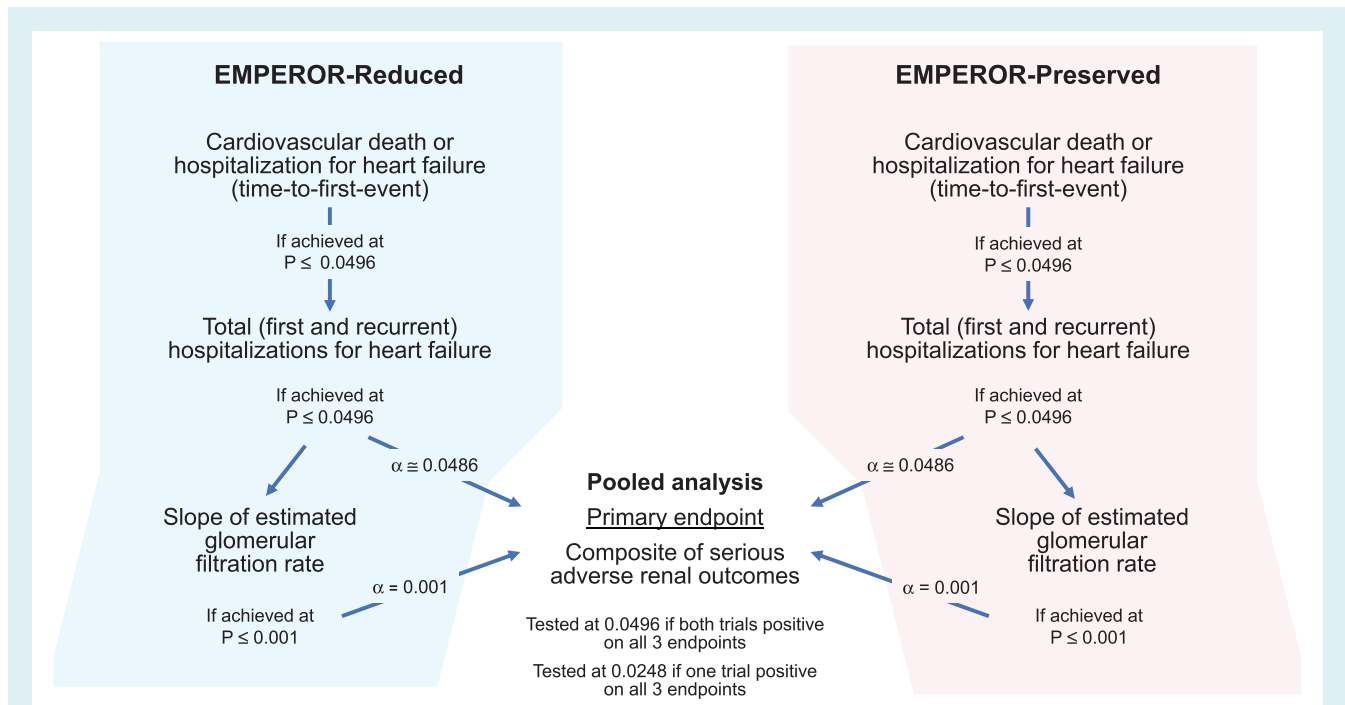 EMPEROR-Reduced
Cardiovascular death or
hospitalization for heart failure
(time-to-first-event)
If achieved at
P ≤ 0.0496
Total (first and recurrent)
hospitalizations for heart failure
If achieved at
P ≤ 0.0496
α ≅ 0.0486
Slope of estimated
glomerular
filtration rate
α = 0.001
If achieved at
P ≤ 0.001
Pooled analysis
Primary endpoint
Composite of serious
adverse renal outcomes
Tested at 0.0496 if both trials positive
on all 3 endpoints
Tested at 0.0248 if one trial positive
on all 3 endpoints
EMPEROR-Preserved
Cardiovascular death or
hospitalization for heart failure
(time-to-first-event)
If achieved at
P ≤ 0.0496
Total (first and recurrent)
hospitalizations for heart failure
If achieved at
P ≤ 0.0496
α ≅ 0.0486
Slope of estimated
glomerular
filtration rate
α = 0.001
If achieved at
P ≤ 0.001